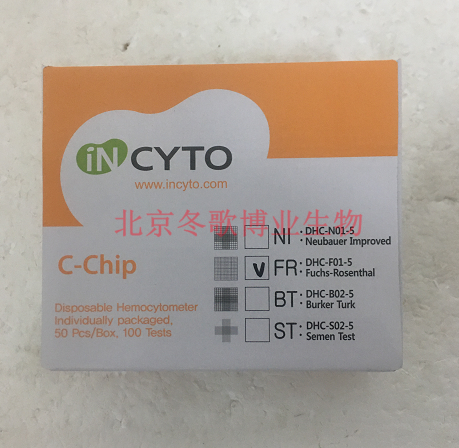 iNCYTO
www.incyto.com
北京冬歌博业生物
C-Chip
Disposable Hemocytometer
Individually packaged,
50 Pcs/Box, 100 Tests
NI · DHC-N01-5
Neubauer Improved
FR · DHC-F01-5
Fuchs-Rosenthal
BT · DHC-B02-5
Burker Turk
ST · DHC-S02-5
Semen Test